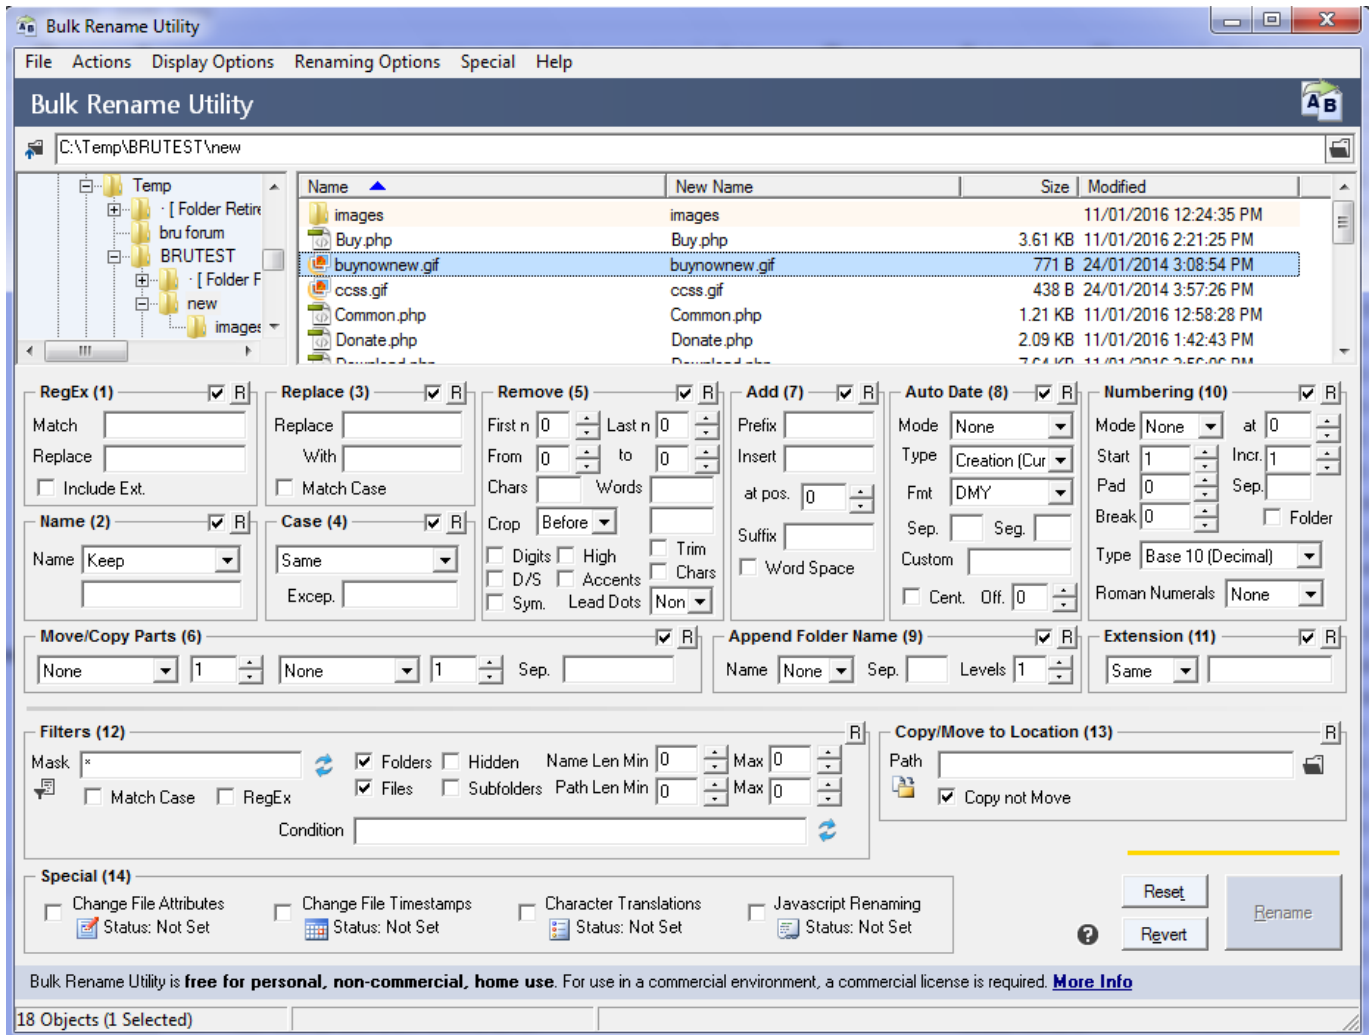 Bulk Rename Utility
File Actions Display Options Renaming Options Special Help
Bulk Rename Utility
C:\Temp\BRUTEST\new
Temp
· [ Folder Retire
bru forum
BRUTEST
· [ Folder F
new
images
Name New Name Size Modified
images images 11/01/2016 12:24:35 PM
Buy.php Buy.php 3.61 KB 11/01/2016 2:21:25 PM
buynownew.gif buynownew.gif 771 B 24/01/2014 3:08:54 PM
ccss.gif ccss.gif 438 B 24/01/2014 3:57:26 PM
Common.php Common.php 1.21 KB 11/01/2016 12:58:28 PM
Donate.php Donate.php 2.09 KB 11/01/2016 1:42:43 PM
RegEx (1) R
Match
Replace
Include Ext.
Replace (3) R
Replace
With
Match Case
Remove (5) R
First n 0 Last n 0
From 0 to 0
Chars Words
Crop Before
Digits High Trim
D/S Accents Chars
Sym. Lead Dots Non
Add (7) R
Prefix
Insert
at pos. 0
Suffix
Word Space
Auto Date (8) R
Mode None
Type Creation (Cur
Fmt DMY
Sep. Seg.
Custom
Cent. Off. 0
Numbering (10) R
Mode None at 0
Start 1 Incr. 1
Pad 0 Sep.
Break 0 Folder
Type Base 10 (Decimal)
Roman Numerals None
Name (2) R
Name Keep
Case (4) R
Same
Excep.
Move/Copy Parts (6) R
None 1 None 1 Sep.
Append Folder Name (9) R
Name None Sep. Levels 1
Extension (11) R
Same
Filters (12) R
Mask * Folders Hidden Name Len Min 0 Max 0
Match Case RegEx Files Subfolders Path Len Min 0 Max 0
Condition
Copy/Move to Location (13) R
Path
Copy not Move
Special (14)
Change File Attributes Change File Timestamps Character Translations Javascript Renaming
Status: Not Set Status: Not Set Status: Not Set Status: Not Set
Reset
Revert
Rename
Bulk Rename Utility is free for personal, non-commercial, home use. For use in a commercial environment, a commercial license is required. More Info
18 Objects (1 Selected)